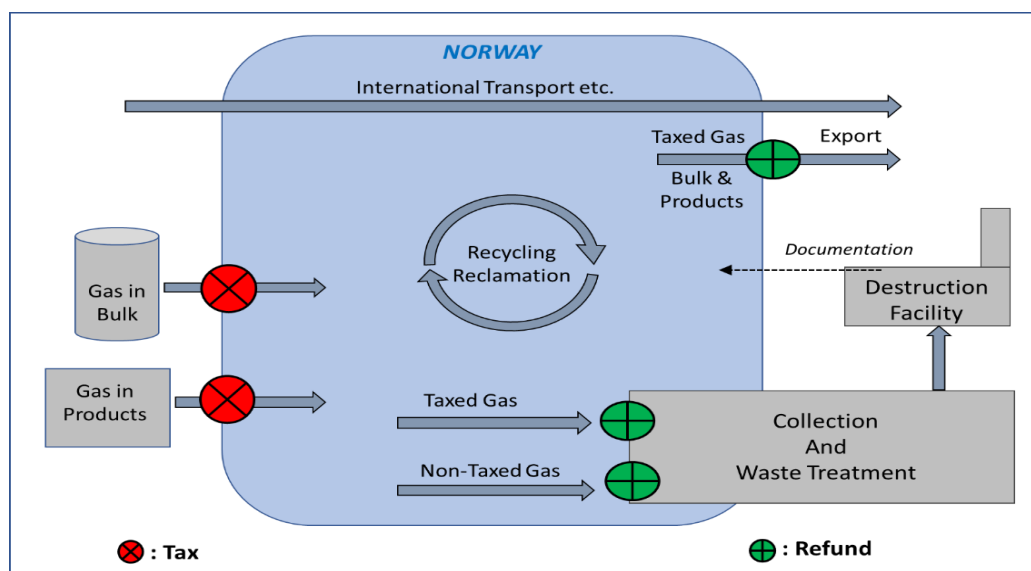 NORWAY
International Transport etc.
Taxed Gas
Export
Bulk &
Products
Recycling
Reclamation
Documentation
Gas in
Bulk
Destruction
Facility
Gas in
Products
Taxed Gas
Non-Taxed Gas
Collection
And
Waste Treatment
: Tax
: Refund